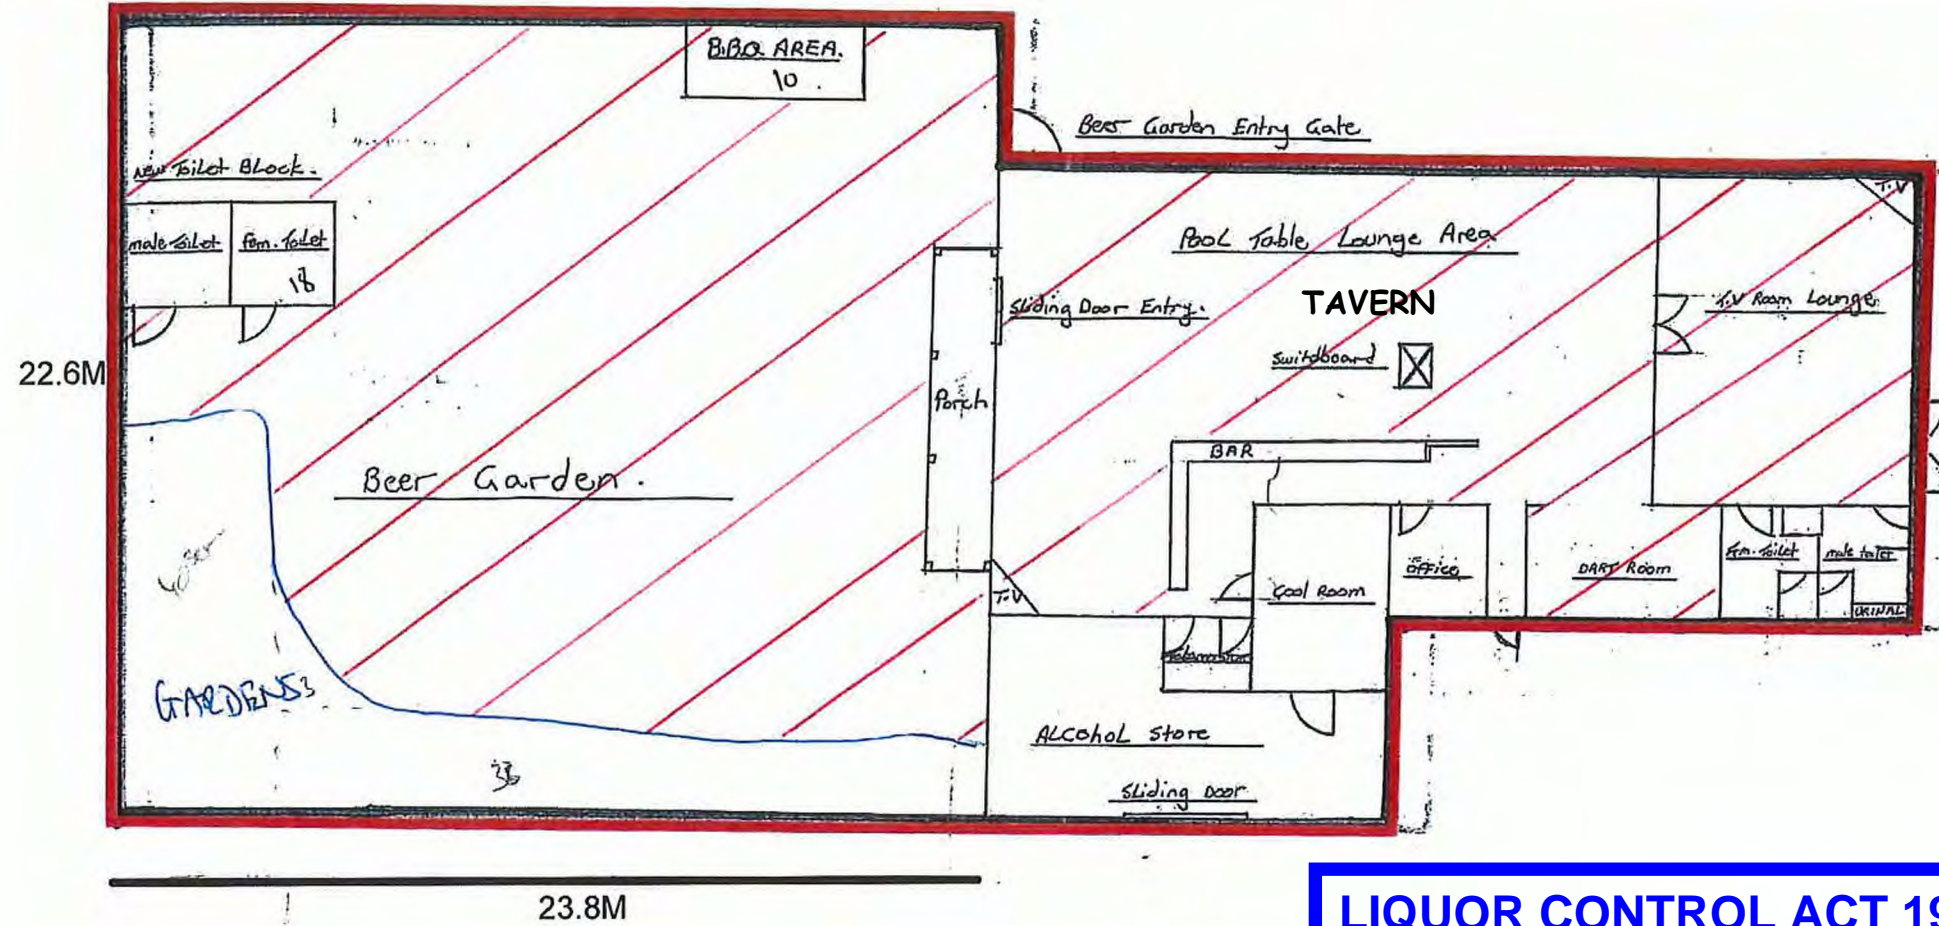 B.B.Q. AREA.
10
Beer Garden Entry Gate
New Toilet Block.
male toilet
Fem. Toilet
18
Pool Table Lounge Area
T.V
Sliding Door Entry.
TAVERN
T.V Room Lounge
Switdboard
22.6M
Porch
BAR
Beer Garden.
Office
DART Room
Fem. Toilet
male toilet
Cool Room
T.V
URINAL
GARDENS
ALCOHOL Store
Sliding Door
23.8M
LIQUOR CONTROL ACT 19